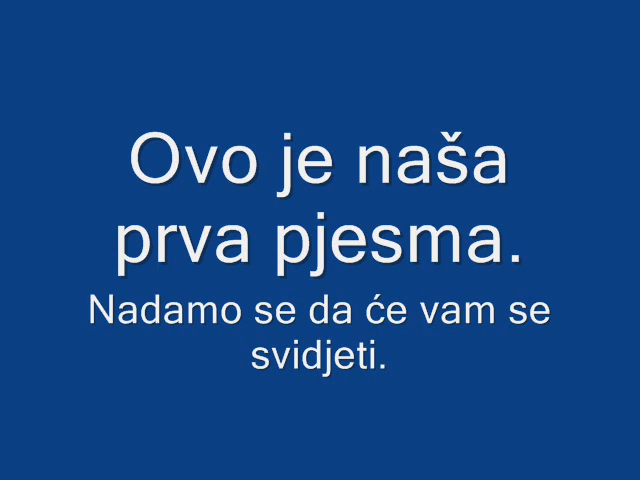 Ovo je naša
prva pjesma.
Nadamo se da će vam se
svidjeti.